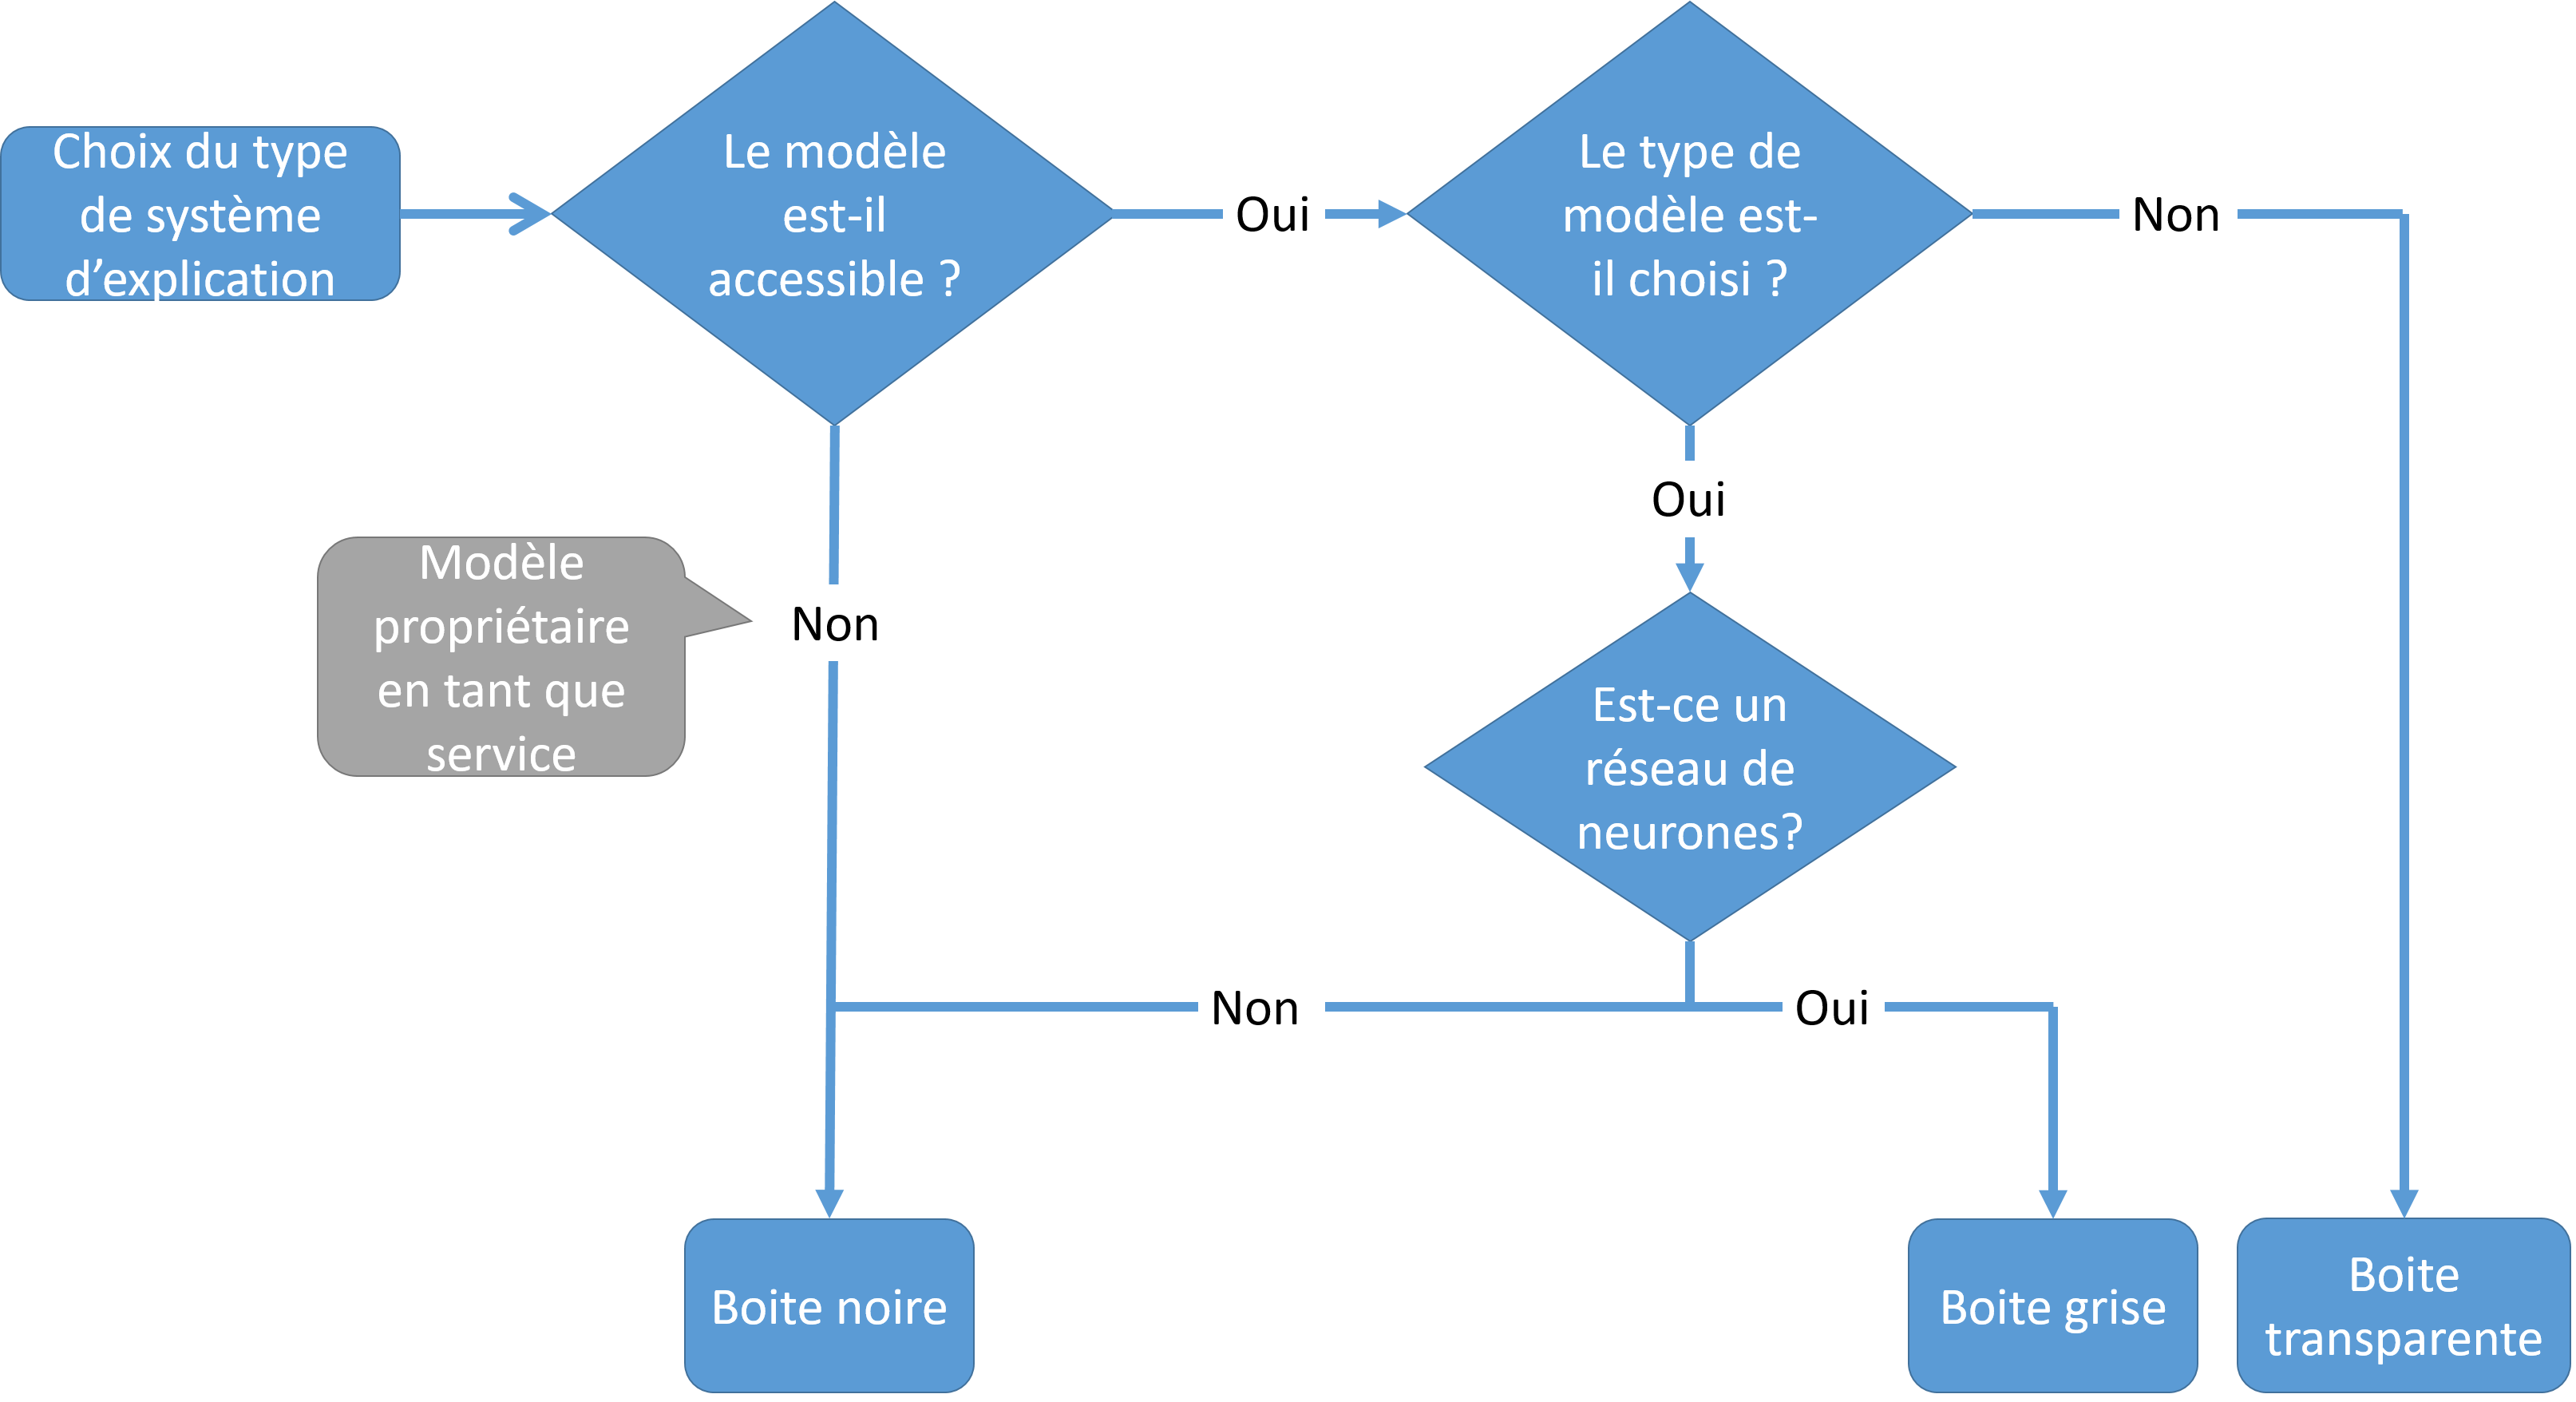 Choix du type
de système
d’explication
Le modèle
est-il
accessible ?
Oui
Le type de
modèle est-
il choisi ?
Non
Oui
Modèle
propriétaire
en tant que
service
Non
Est-ce un
réseau de
neurones?
Non
Oui
Boite noire
Boite grise
Boite
transparente